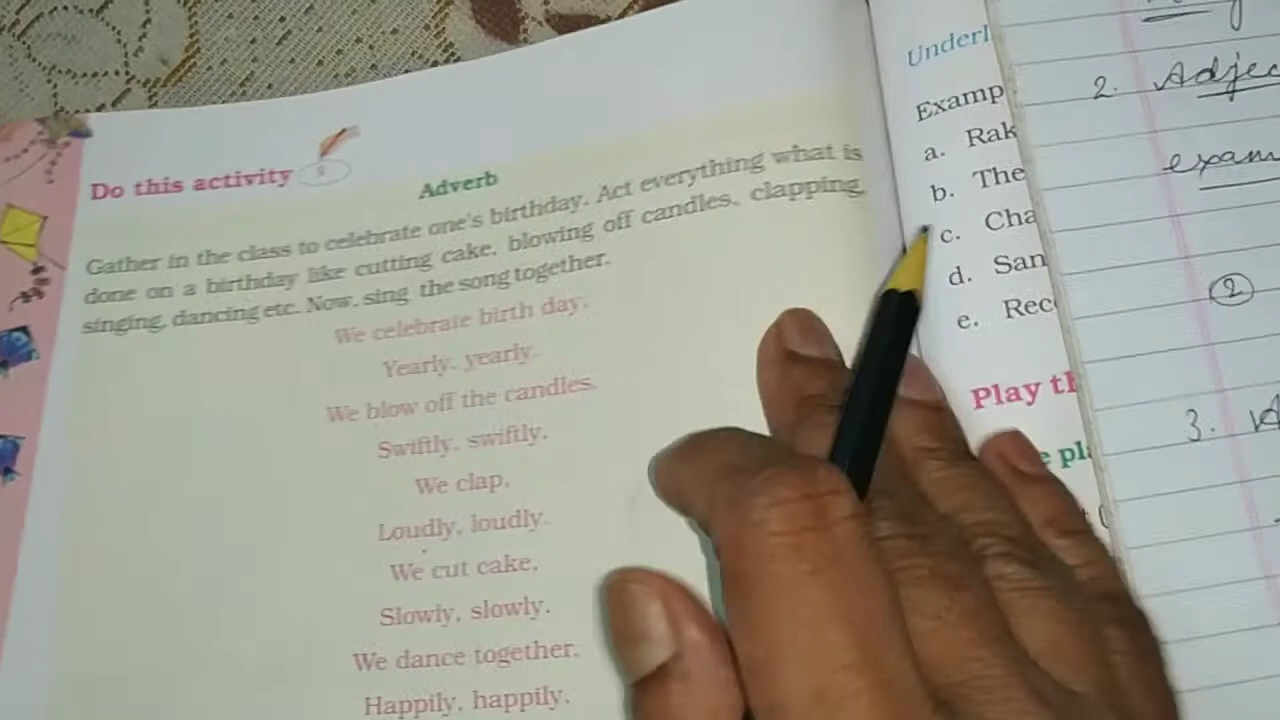 Do this activity
Adverb
Gather in the class to celebrate one's birthday. Act everything what is
done on a birthday like cutting cake, blowing off candles, clapping,
singing, dancing etc. Now, sing the song together.
We celebrate birth day.
Yearly, yearly.
We blow off the candles,
Swiftly, swiftly.
We clap,
Loudly, loudly.
We cut cake,
Slowly, slowly.
We dance together.
Happily, happily.
Underl
Examp
a. Rak
b. The
c. Cha
d. San
e. Rec
Play th
e pla
2. Adjec
exam
2
3. A